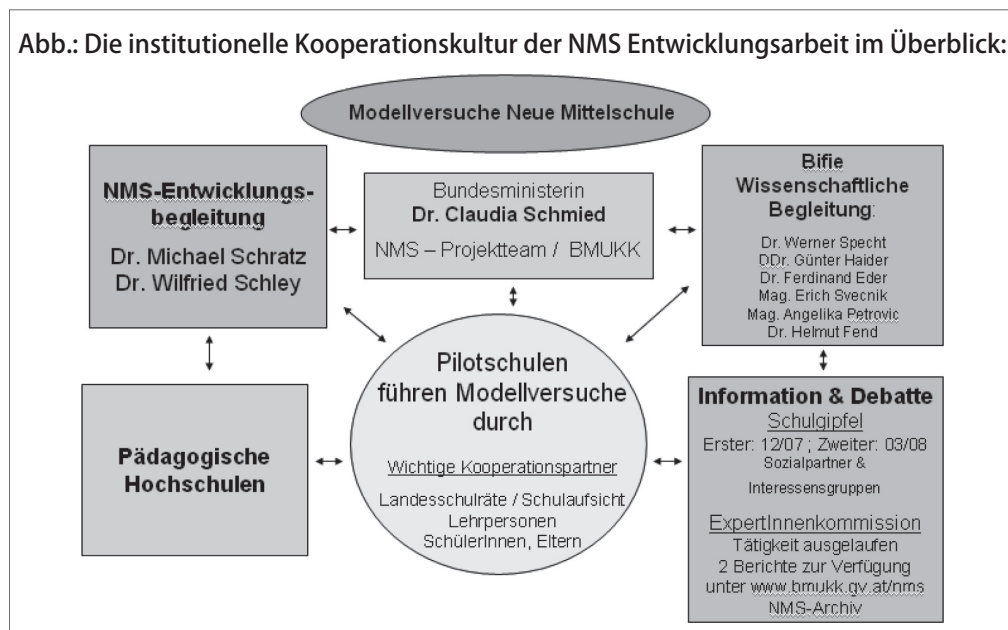 Abb.: Die institutionelle Kooperationskultur der NMS Entwicklungsarbeit im Überblick:
Modellversuche Neue Mittelschule
NMS-Entwicklungs-
begleitung
Dr. Michael Schratz
Dr. Wilfried Schley
Bundesministerin
Dr. Claudia Schmied
NMS – Projektteam / BMUKK
Bifie
Wissenschaftliche
Begleitung:
Dr. Werner Specht
DDr. Günter Haider
Dr. Ferdinand Eder
Mag. Erich Svecnik
Mag. Angelika Petrovic
Dr. Helmut Fend
Pädagogische
Hochschulen
Pilotschulen
führen Modellversuche
durch
Wichtige Kooperationspartner
Landesschulräte / Schulaufsicht
Lehrpersonen
SchülerInnen, Eltern
Information & Debatte
Schulgipfel
Erster: 12/07 ; Zweiter: 03/08
Sozialpartner &
Interessensgruppen
ExpertInnenkommission
Tätigkeit ausgelaufen
2 Berichte zur Verfügung
unter www.bmukk.gv.at/nms
NMS-Archiv